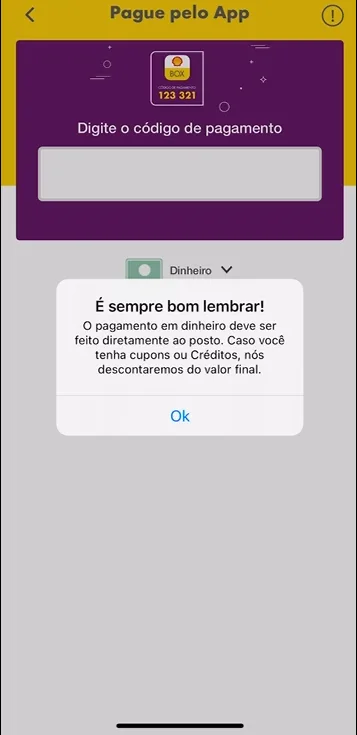 Pague pelo App
BOX
CÓDIGO DE PAGAMENTO
123 321
Digite o código de pagamento
Dinheiro
É sempre bom lembrar!
O pagamento em dinheiro deve ser
feito diretamente ao posto. Caso você
tenha cupons ou Créditos, nós
descontaremos do valor final.
Ok